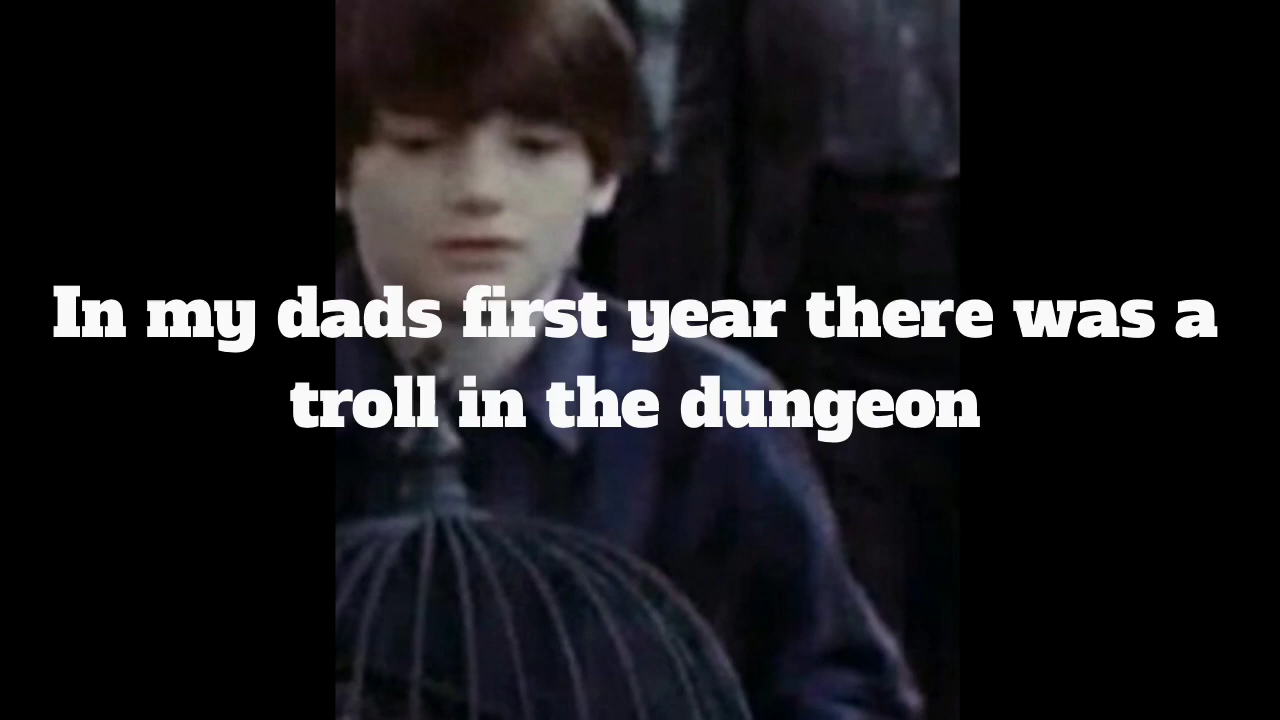 In my dads first year there was a
troll in the dungeon